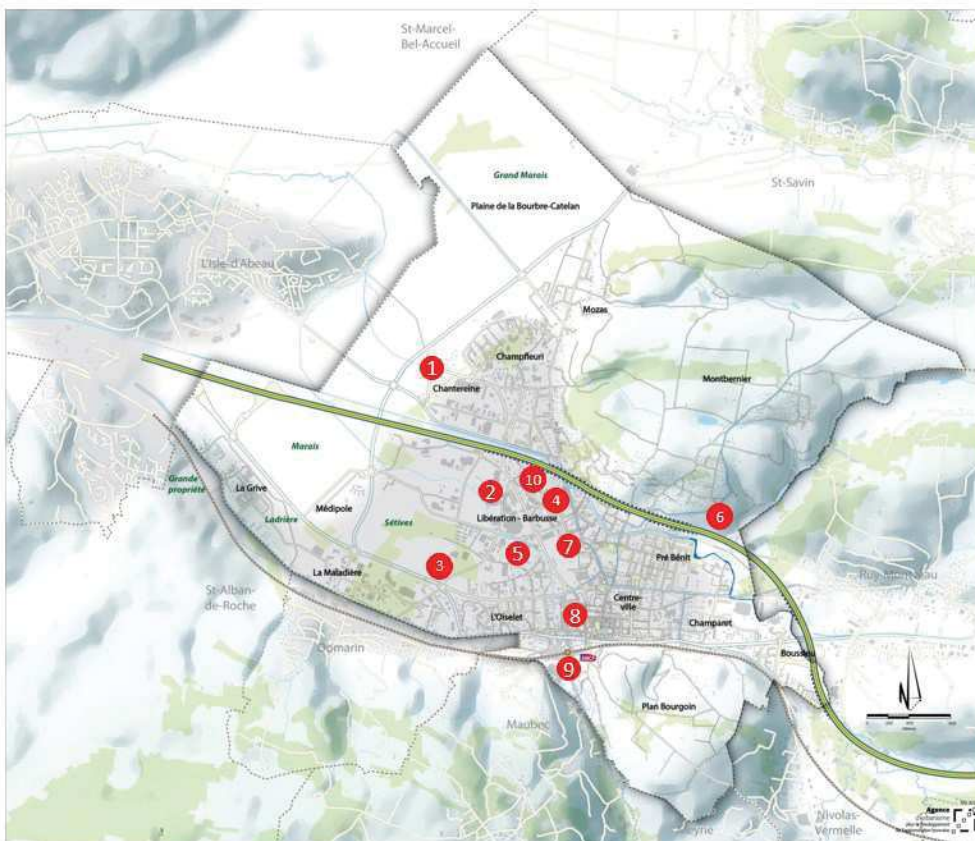 St-Marcel-
Bel-Accueil
Grand Marais
Plaine de la Bourbre-Catelan
St-Savin
L'Isle-d'Abeau
Mozas
Champfleuri
1
Chantereine
Montbernier
Marais
Grande
propriété
La Grive
Médipole
Ladrière
Sétives
2
10
4
Libération - Barbusse
6
3
5
7
Pré Bénit
La Maladière
St-Alban-
de-Roche
L'Oiselet
8
Centre-
ville
Champaret
Domarin
9
Boussieu
N
Plan Bourgoin
Maubec
Nivolas-
Vermelle
Agence
d'urbanisme